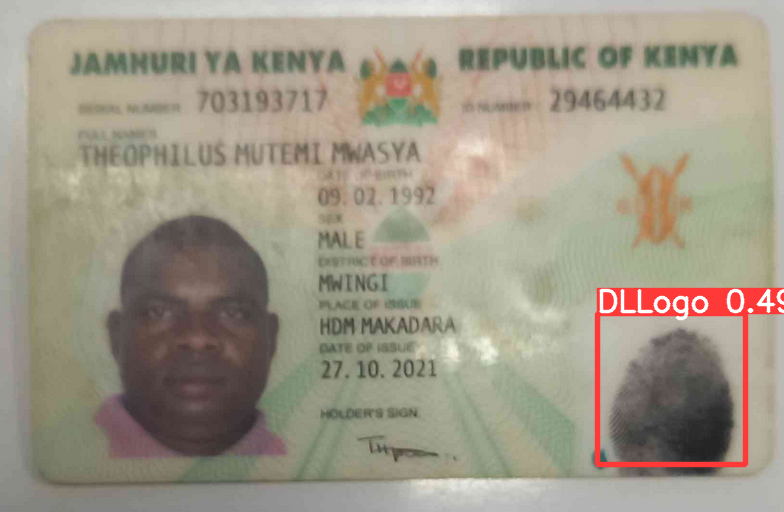 JAMHURI YA KENYA REPUBLIC OF KENYA
SERIAL NUMBER 703193717 ID NUMBER 29464432
FULL NAMES
THEOPHILUS MUTEMI MWASYA
DATE OF BIRTH
09. 02. 1992
SEX
MALE
DISTRICT OF BIRTH
MWINGI
PLACE OF ISSUE
HDM MAKADARA
DATE OF ISSUE
27. 10. 2021
HOLDER'S SIGN.
DLLogo 0.49